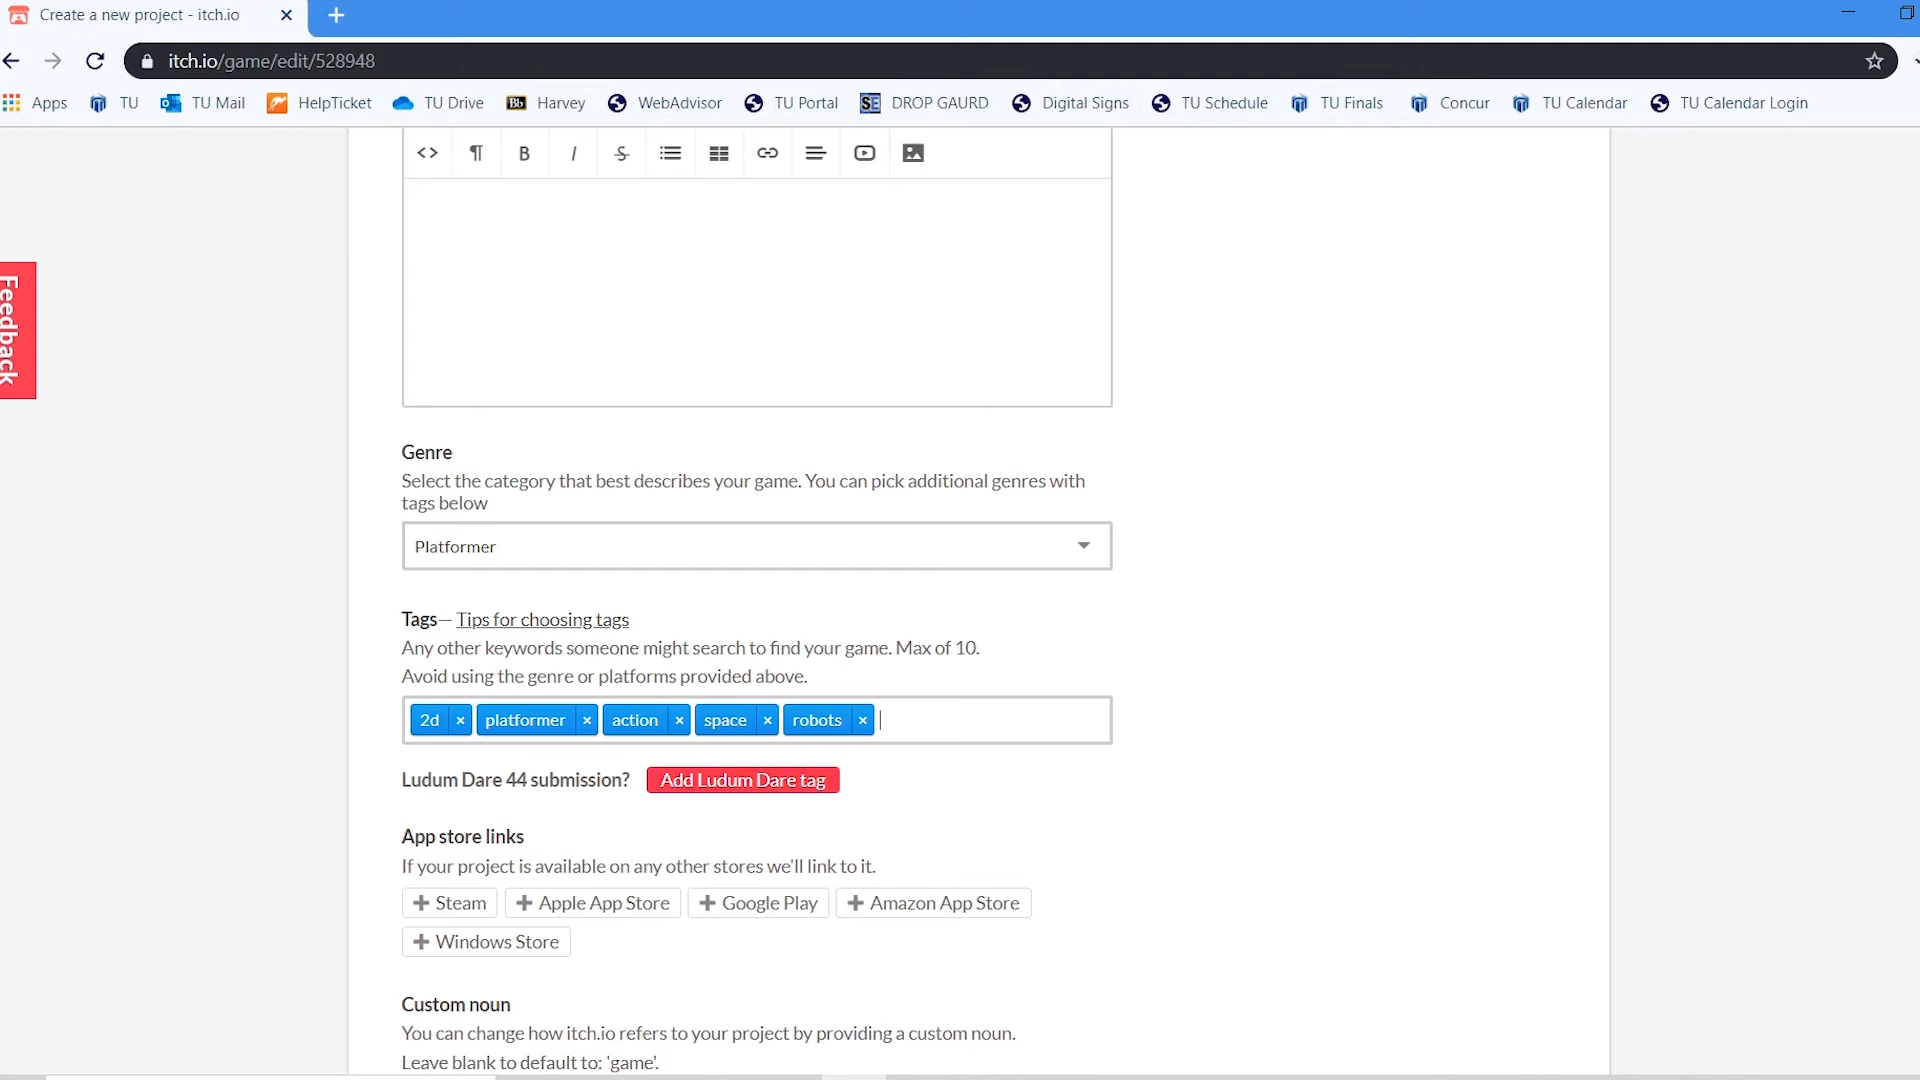 Create a new project - itch.io
itch.io/game/edit/528948
Apps TU TU Mail HelpTicket TU Drive Bb Harvey WebAdvisor TU Portal SE DROP GAURD Digital Signs TU Schedule TU Finals Concur TU Calendar TU Calendar Login
B I S
Feedback
Genre
Select the category that best describes your game. You can pick additional genres with
tags below
Platformer
Tags— Tips for choosing tags
Any other keywords someone might search to find your game. Max of 10.
Avoid using the genre or platforms provided above.
2d × platformer × action × space × robots ×
Ludum Dare 44 submission? Add Ludum Dare tag
App store links
If your project is available on any other stores we'll link to it.
Steam Apple App Store Google Play Amazon App Store
Windows Store
Custom noun
You can change how itch.io refers to your project by providing a custom noun.
Leave blank to default to: 'game'.